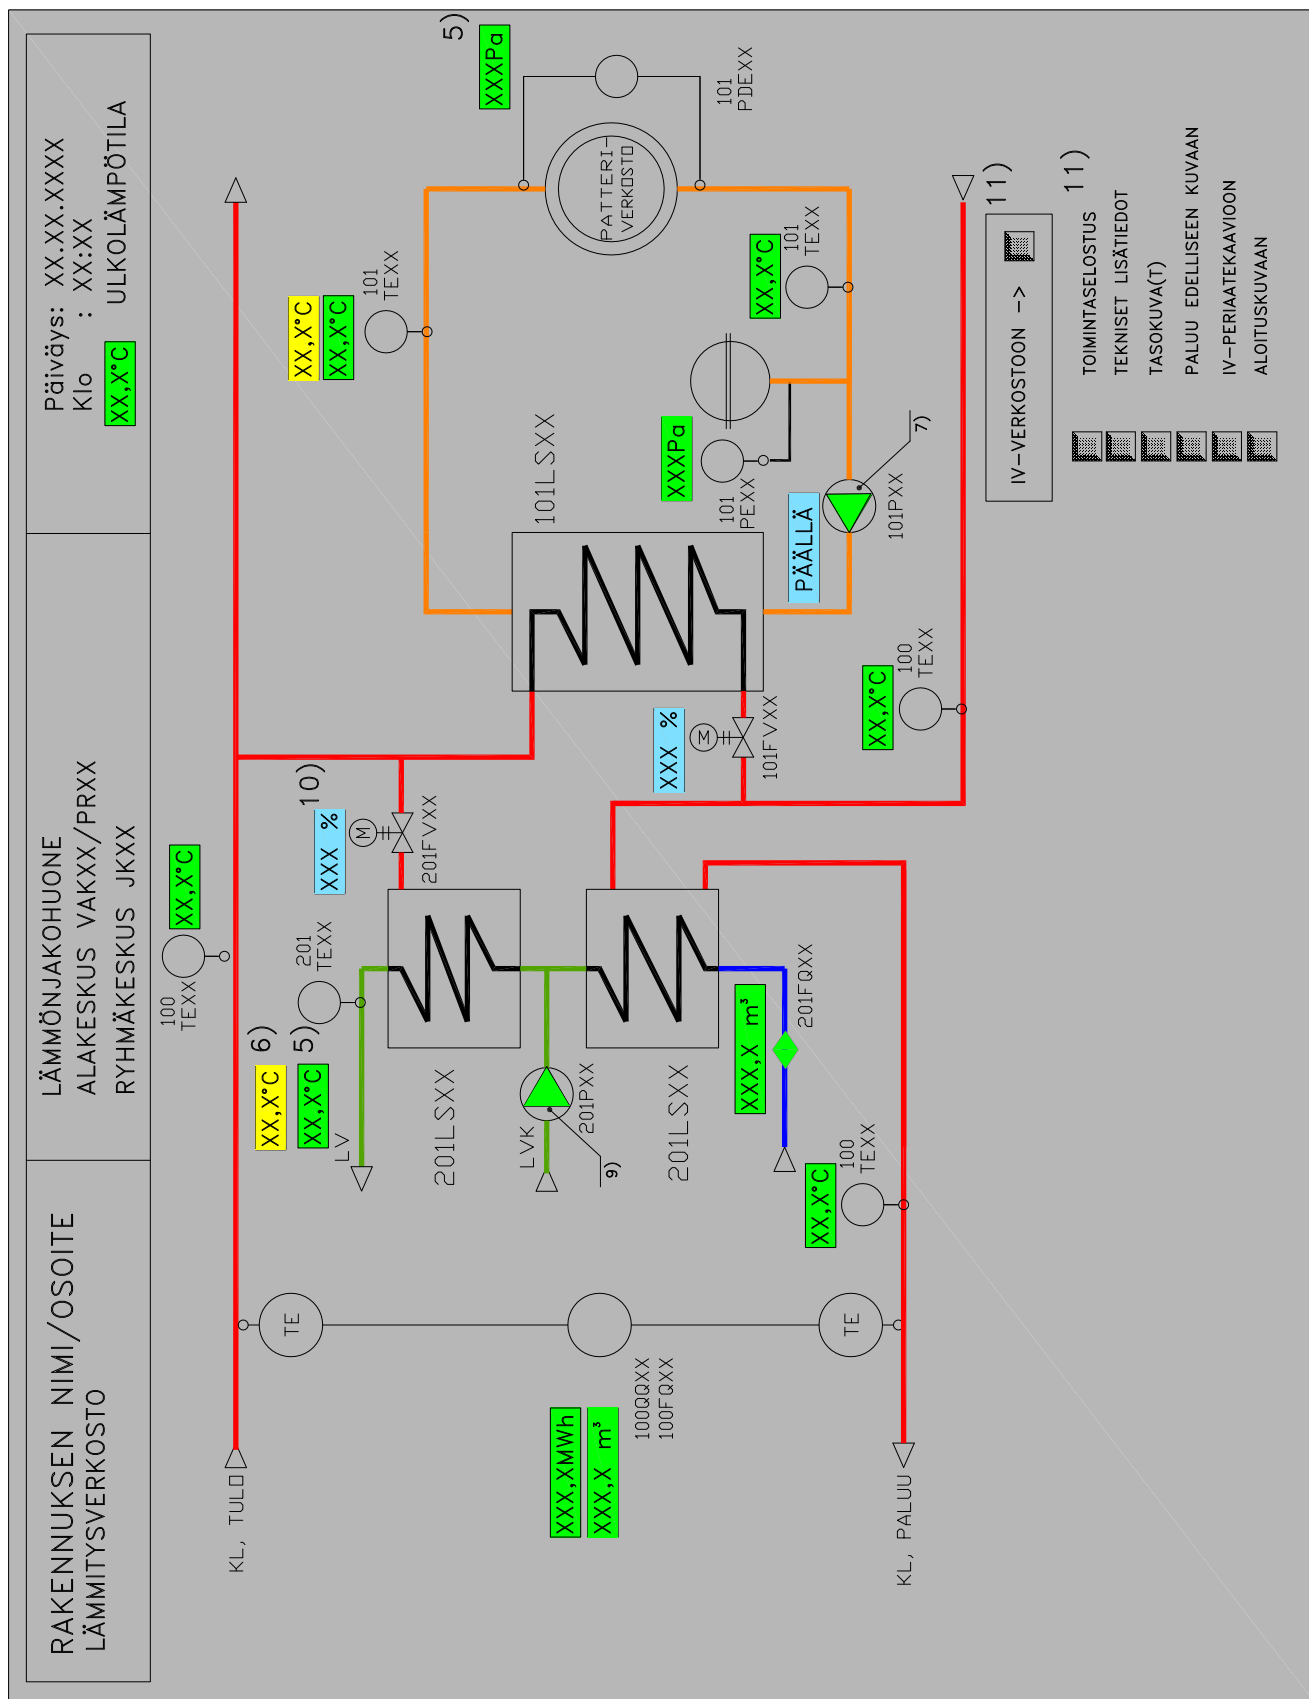 RAKENNUKSEN NIMI/OSOITE
LÄMMITYSVERKOSTO
LÄMMÖNJAKOHUONE
ALAKESKUS VAKXX/PRXX
RYHMÄKESKUS JKXX
Päiväys: XX.XX.XXXX
Klo : XX:XX
XX,X°C ULKOLÄMPÖTILA
100
TEXX
XX,X°C
KL, TULO
TE
6)
XX,X°C
5)
XX,X°C
201
TEXX
LV
10)
XXX %
M
201FVXX
XX,X°C
XX,X°C
101
TEXX
5)
XXXPa
101
PDEXX
PATTERI-
VERKOSTO
201LSXX
LVK
201PXX
9)
101LSXX
XXXPa
101
PEXX
XX,X°C
101
TEXX
XXX,XMWh
XXX,X m³
100QQXX
100FQXX
201LSXX
XXX,X m³
201FQXX
XXX %
M
101FVXX
PÄÄLLÄ
101PXX
7)
XX,X°C
100
TEXX
XX,X°C
100
TEXX
TE
KL, PALUU
IV-VERKOSTOON ->
11)
TOIMINTASELOSTUS
11)
TEKNISET LISÄTIEDOT
TASOKUVA(T)
PALUU EDELLISEEN KUVAAN
IV-PERIAATEKAAVIOON
ALOITUSKUVAAN